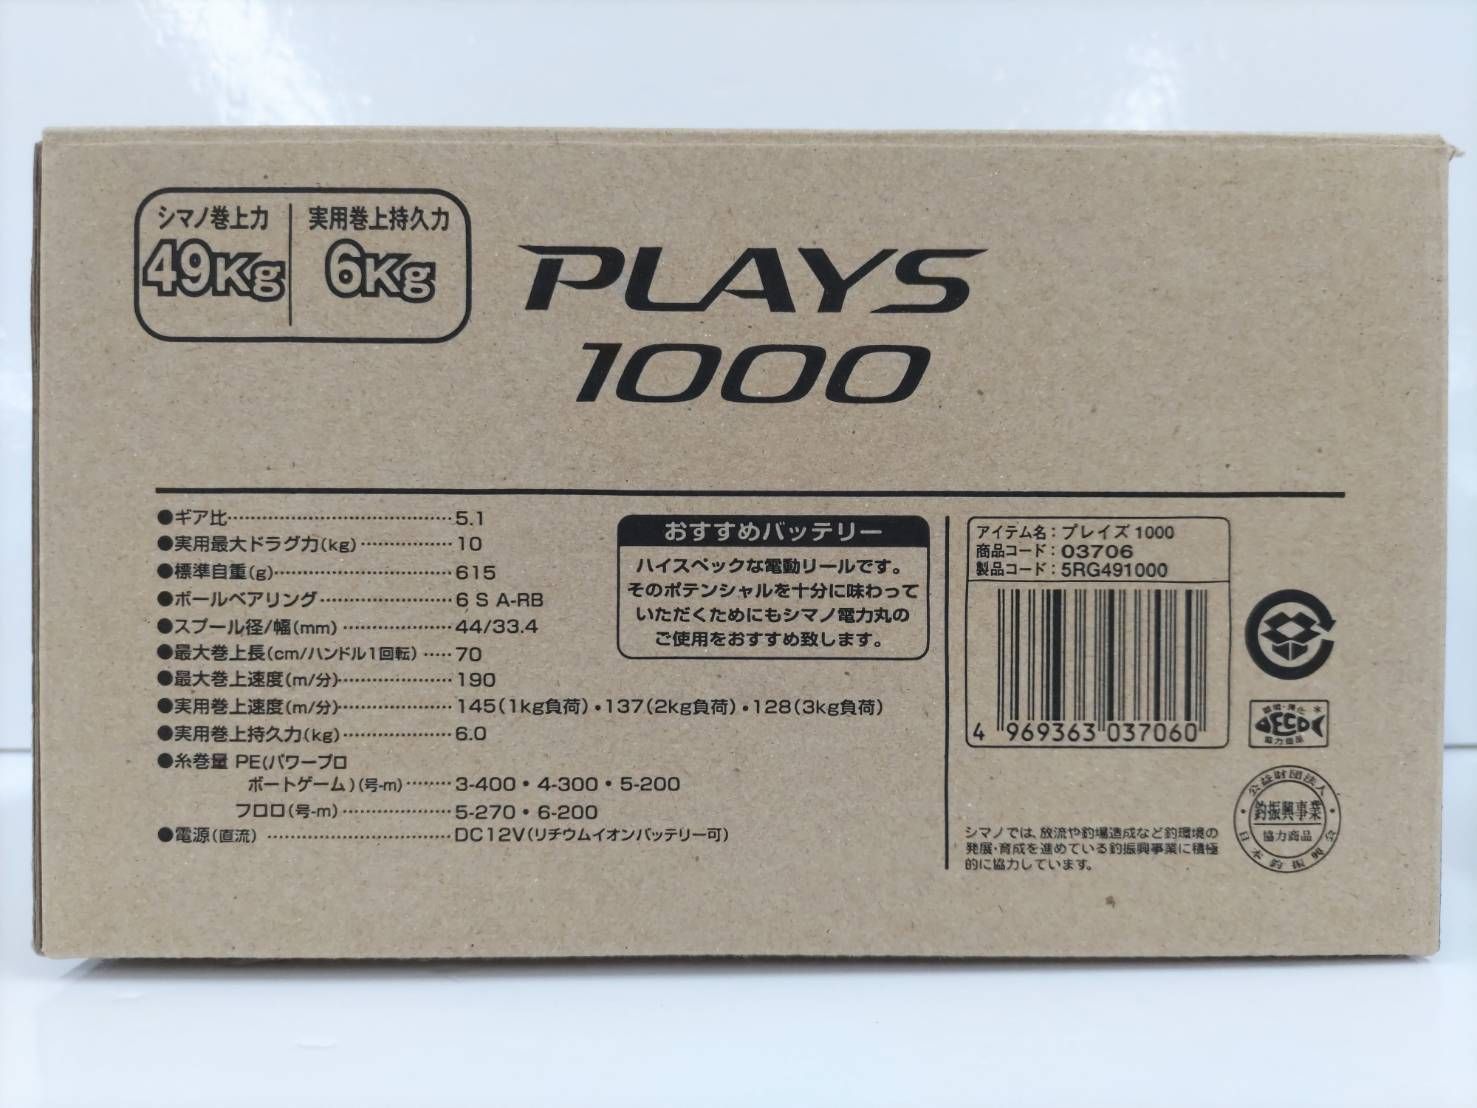 シマノ巻上力
49Kg
実用巻上持久力
6Kg
PLAYS
1000
●ギア比 5.1
●実用最大ドラグ力(kg) 10
●標準自重(g) 615
●ボールベアリング 6 S A-RB
●スプール径/幅(mm) 44/33.4
●最大巻上長(cm/ハンドル1回転) 70
●最大巻上速度(m/分) 190
●実用巻上速度(m/分) 145(1kg負荷)・137(2kg負荷)・128(3kg負荷)
●実用巻上持久力(kg) 6.0
●糸巻量 PE(パワープロ
ボートゲーム)(号-m) 3-400・4-300・5-200
フロロ(号-m) 5-270・6-200
●電源(直流) DC12V(リチウムイオンバッテリー可)
おすすめバッテリー
ハイスペックな電動リールです。
そのポテンシャルを十分に味わって
いただくためにもシマノ電力丸の
ご使用をおすすめ致します。
アイテム名：プレイズ 1000
商品コード：03706
製品コード：5RG491000
4 969363 037060
シマノでは、放流や釣場造成など釣環境の
発展・育成を進めている釣振興事業に積極
的に協力しています。
ECO
協力商品
公益財団法人
釣振興事業
協力商品
日本釣振興会